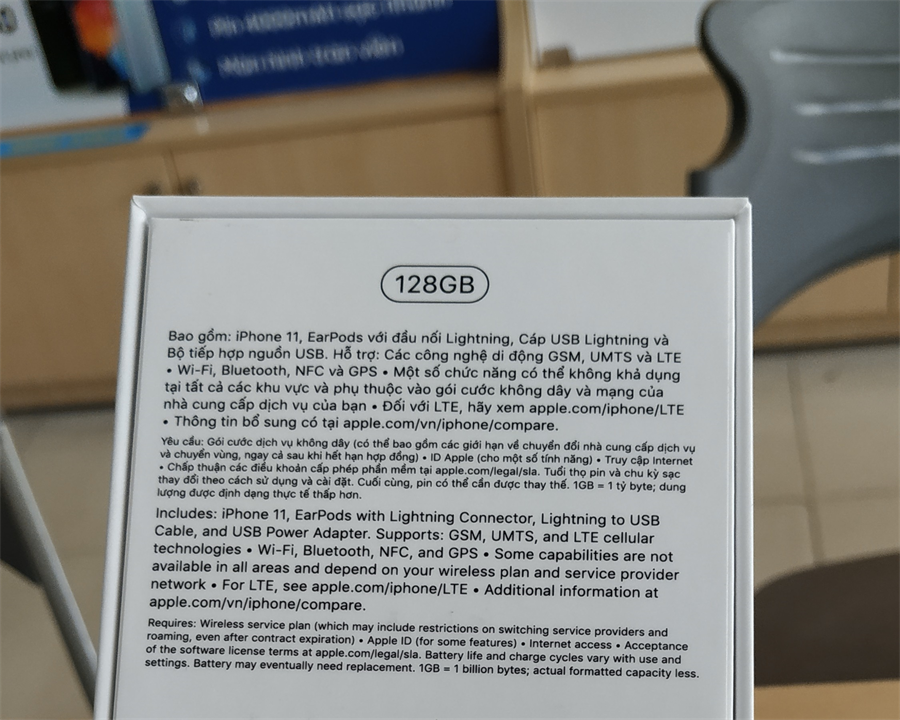 Pin 4000mAh sạc nhanh
Màn hình tràn viền
128GB
Bao gồm: iPhone 11, EarPods với đầu nối Lightning, Cáp USB Lightning và
Bộ tiếp hợp nguồn USB. Hỗ trợ: Các công nghệ di động GSM, UMTS và LTE
• Wi-Fi, Bluetooth, NFC và GPS • Một số chức năng có thể không khả dụng
tại tất cả các khu vực và phụ thuộc vào gói cước không dây và mạng của
nhà cung cấp dịch vụ của bạn • Đối với LTE, hãy xem apple.com/iphone/LTE
• Thông tin bổ sung có tại apple.com/vn/iphone/compare.
Yêu cầu: Gói cước dịch vụ không dây (có thể bao gồm các giới hạn về chuyển đổi nhà cung cấp dịch vụ
và chuyển vùng, ngay cả sau khi hết hạn hợp đồng) • ID Apple (cho một số tính năng) • Truy cập Internet
• Chấp thuận các điều khoản cấp phép phần mềm tại apple.com/legal/sla. Tuổi thọ pin và chu kỳ sạc
thay đổi theo cách sử dụng và cài đặt. Cuối cùng, pin có thể cần được thay thế. 1GB = 1 tỷ byte; dung
lượng được định dạng thực tế thấp hơn.
Includes: iPhone 11, EarPods with Lightning Connector, Lightning to USB
Cable, and USB Power Adapter. Supports: GSM, UMTS, and LTE cellular
technologies • Wi-Fi, Bluetooth, NFC, and GPS • Some capabilities are not
available in all areas and depend on your wireless plan and service provider
network • For LTE, see apple.com/iphone/LTE • Additional information at
apple.com/vn/iphone/compare.
Requires: Wireless service plan (which may include restrictions on switching service providers and
roaming, even after contract expiration) • Apple ID (for some features) • Internet access • Acceptance
of the software license terms at apple.com/legal/sla. Battery life and charge cycles vary with use and
settings. Battery may eventually need replacement. 1GB = 1 billion bytes; actual formatted capacity less.